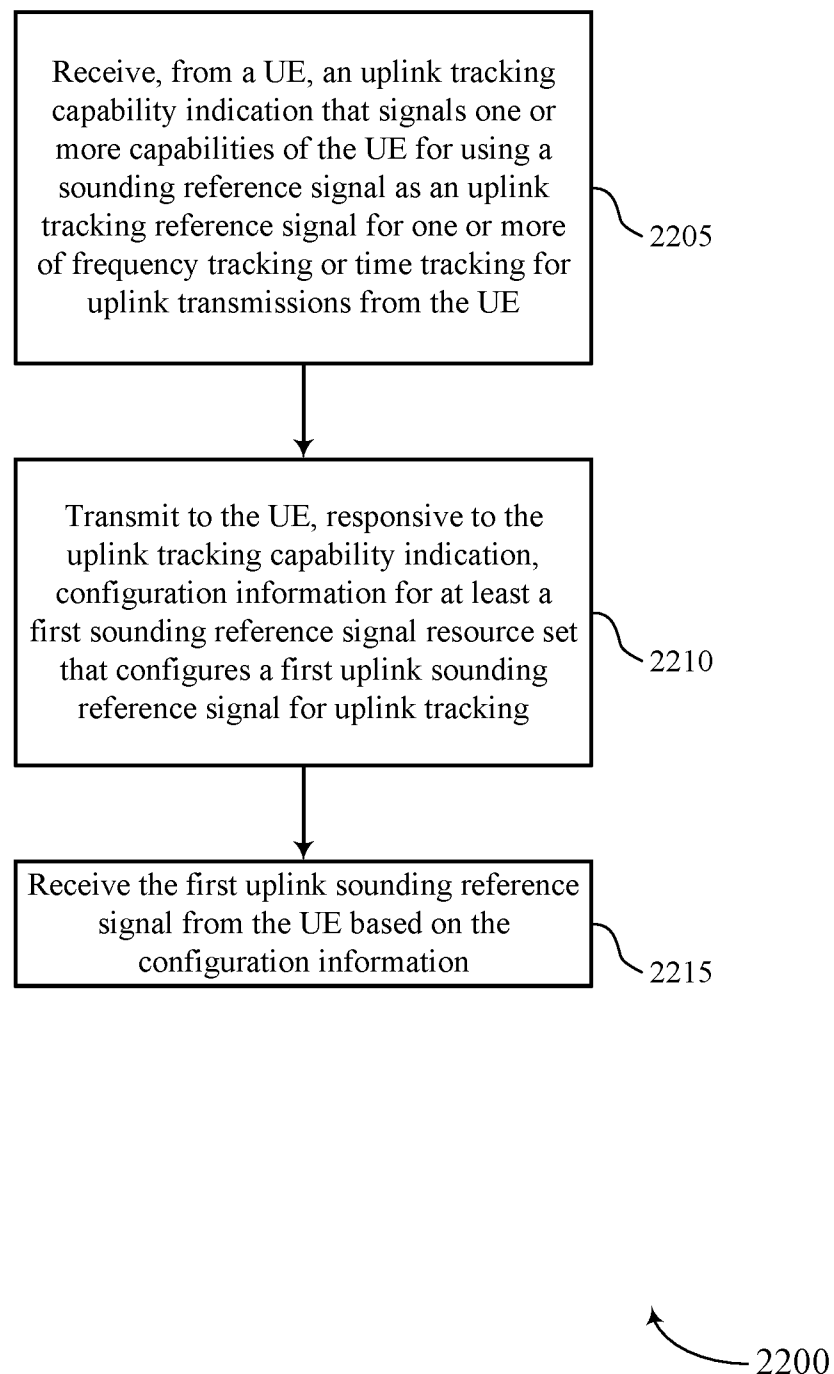 Receive, from a UE, an uplink tracking
capability indication that signals one or
more capabilities of the UE for using a
sounding reference signal as an uplink
tracking reference signal for one or more
of frequency tracking or time tracking for
uplink transmissions from the UE
2205
Transmit to the UE, responsive to the
uplink tracking capability indication,
configuration information for at least a
first sounding reference signal resource set
that configures a first uplink sounding
reference signal for uplink tracking
2210
Receive the first uplink sounding reference
signal from the UE based on the
configuration information
2215
2200